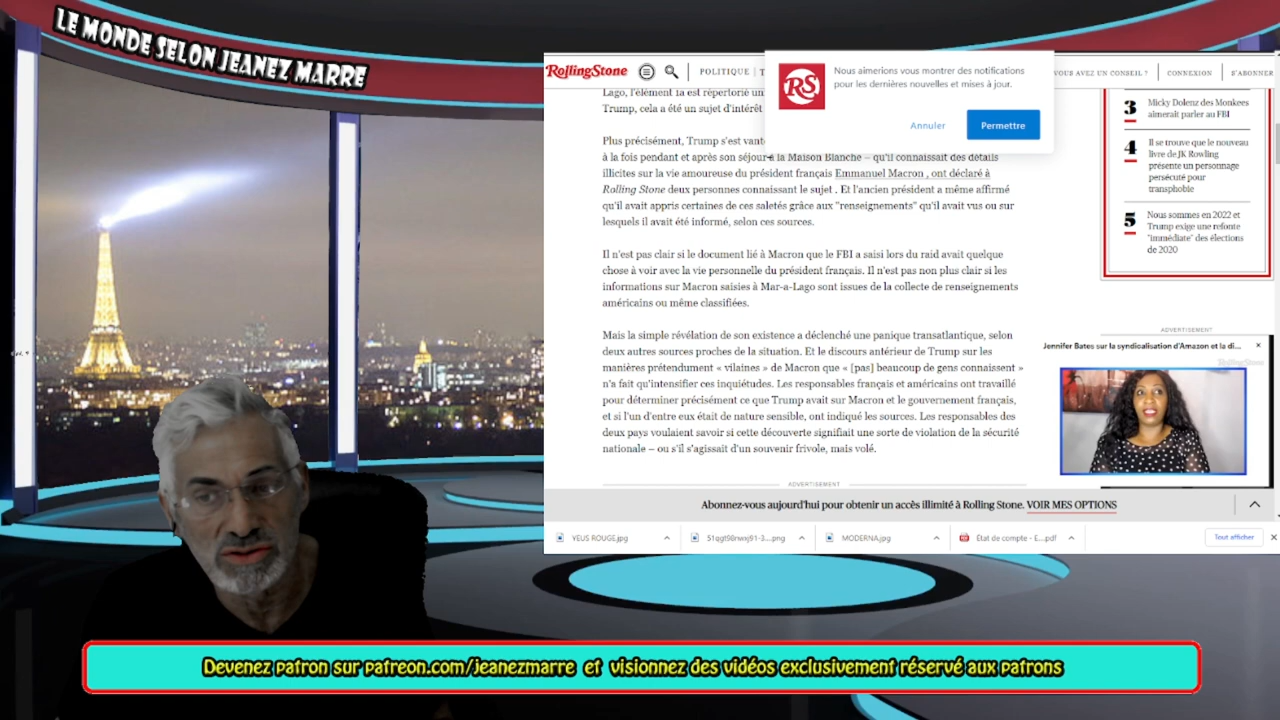 LE MONDE SELON JEANEZ MARRE
RollingStone
POLITIQUE
VOUS AVEZ UN CONSEIL ?
CONNEXION
S'ABONNER
RS
Nous aimerions vous montrer des notifications
pour les dernières nouvelles et mises à jour.
Annuler
Permettre
Lago, l'élément 1a est répertorié
Trump, cela a été un sujet d'intérêt
Plus précisément, Trump s'est
à la fois pendant et après son séjour à la Maison Blanche – qu'il connaissait des détails
illicites sur la vie amoureuse du président français Emmanuel Macron , ont déclaré à
Rolling Stone deux personnes connaissant le sujet . Et l'ancien président a même affirmé
qu'il avait appris certaines de ces saletés grâce aux "renseignements" qu'il avait vus ou sur
lesquels il avait été informé, selon ces sources.
Il n'est pas clair si le document lié à Macron que le FBI a saisi lors du raid avait quelque
chose à voir avec la vie personnelle du président français. Il n'est pas non plus clair si les
informations sur Macron saisies à Mar-a-Lago sont issues de la collecte de renseignements
américains ou même classifiées.
Mais la simple révélation de son existence a déclenché une panique transatlantique, selon
deux autres sources proches de la situation. Et le discours antérieur de Trump sur les
manières prétendument « vilaines » de Macron que « [pas] beaucoup de gens connaissent »
n'a fait qu'intensifier ces inquiétudes. Les responsables français et américains ont travaillé
pour déterminer précisément ce que Trump avait sur Macron et le gouvernement français,
et si l'un d'entre eux était de nature sensible, ont indiqué les sources. Les responsables des
deux pays voulaient savoir si cette découverte signifiait une sorte de violation de la sécurité
nationale – ou s'il s'agissait d'un souvenir frivole, mais volé.
ADVERTISEMENT
3
Micky Dolenz des Monkees
aimerait parler au FBI
4
Il se trouve que le nouveau
livre de JK Rowling
présente un personnage
persécuté pour
transphobie
5
Nous sommes en 2022 et
Trump exige une refonte
"immédiate" des élections
de 2020
ADVERTISEMENT
Jennifer Bates sur la syndicalisation d'Amazon et la di...
RollingStone
Abonnez-vous aujourd'hui pour obtenir un accès illimité à Rolling Stone. VOIR MES OPTIONS
YEUS ROUGE.jpg
MODERNA.jpg
État de compte - £....pdf
Tout afficher
Devenez patron sur patreon.com/jeanezmarre et visionnez des vidéos exclusivement réservé aux patrons